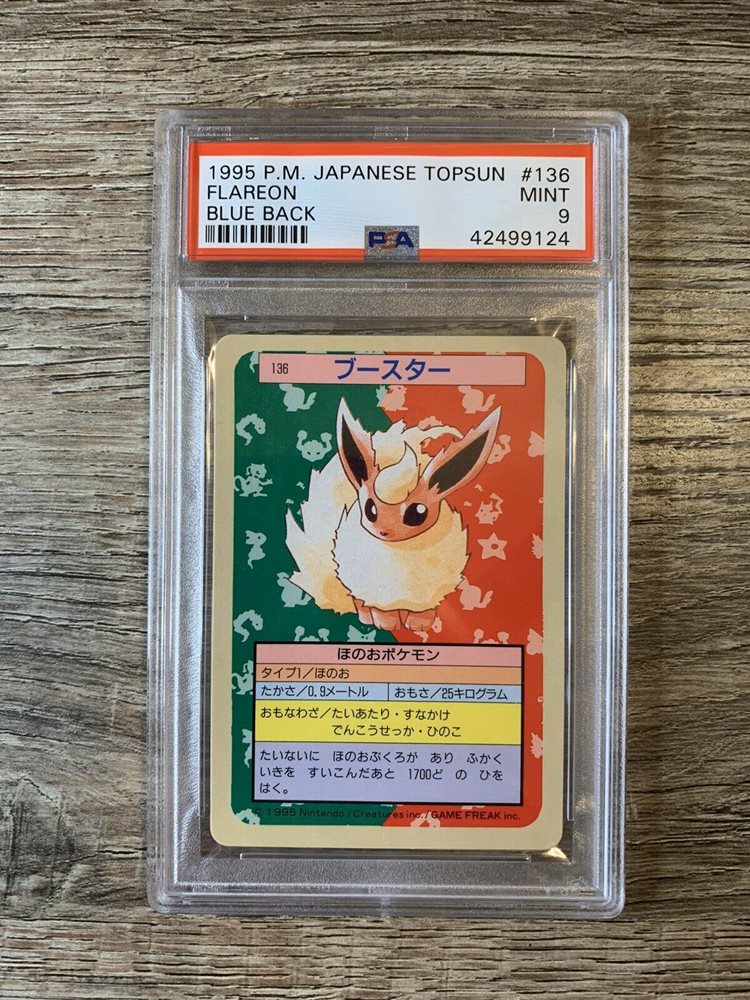 1995 P.M. JAPANESE TOPSUN #136
FLAREON MINT
BLUE BACK 9
PSA 42499124
136 ブースター
ほのおポケモン
タイプ1/ほのお
たかさ/0.9メートル おもさ/25キログラム
おもなわざ/たいあたり・すなかけ
でんこうせっか・ひのこ
たいないに ほのおぶくろが あり ふかく
いきを すいこんだあと 1700ど の ひを
はく。
© 1995 Nintendo / Creatures inc. / GAME FREAK inc.